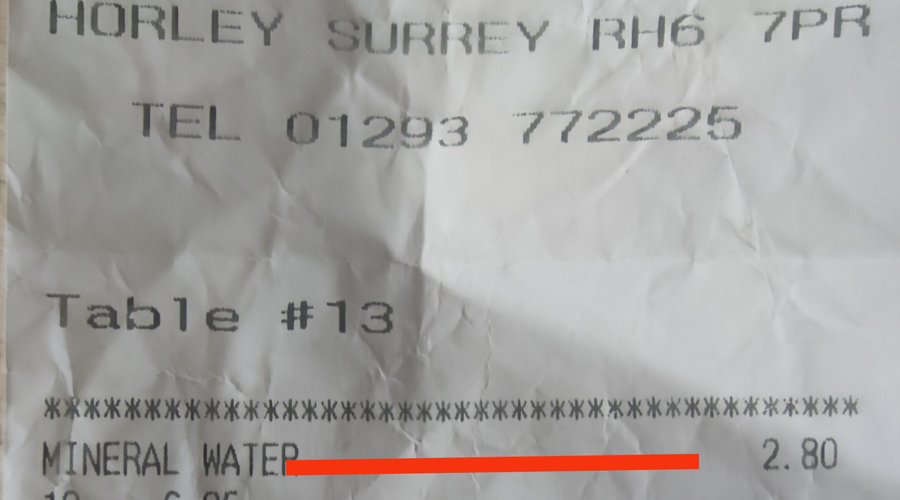 HORLEY SURREY RH6 7PR
TEL 01293 772225
Table #13
*****************************************
MINERAL WATER 2.80